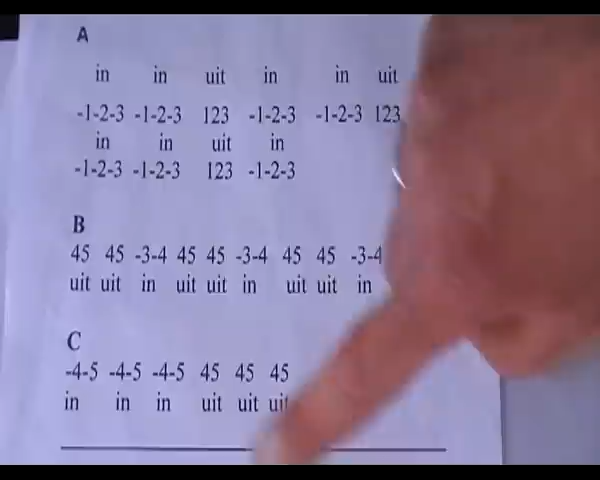 A
in in uit in in uit
-1-2-3 -1-2-3 123 -1-2-3 -1-2-3 123
in in uit in
-1-2-3 -1-2-3 123 -1-2-3
B
45 45 -3-4 45 45 -3-4 45 45 -3-4
uit uit in uit uit in uit uit in
C
-4-5 -4-5 -4-5 45 45 45
in in in uit uit uit